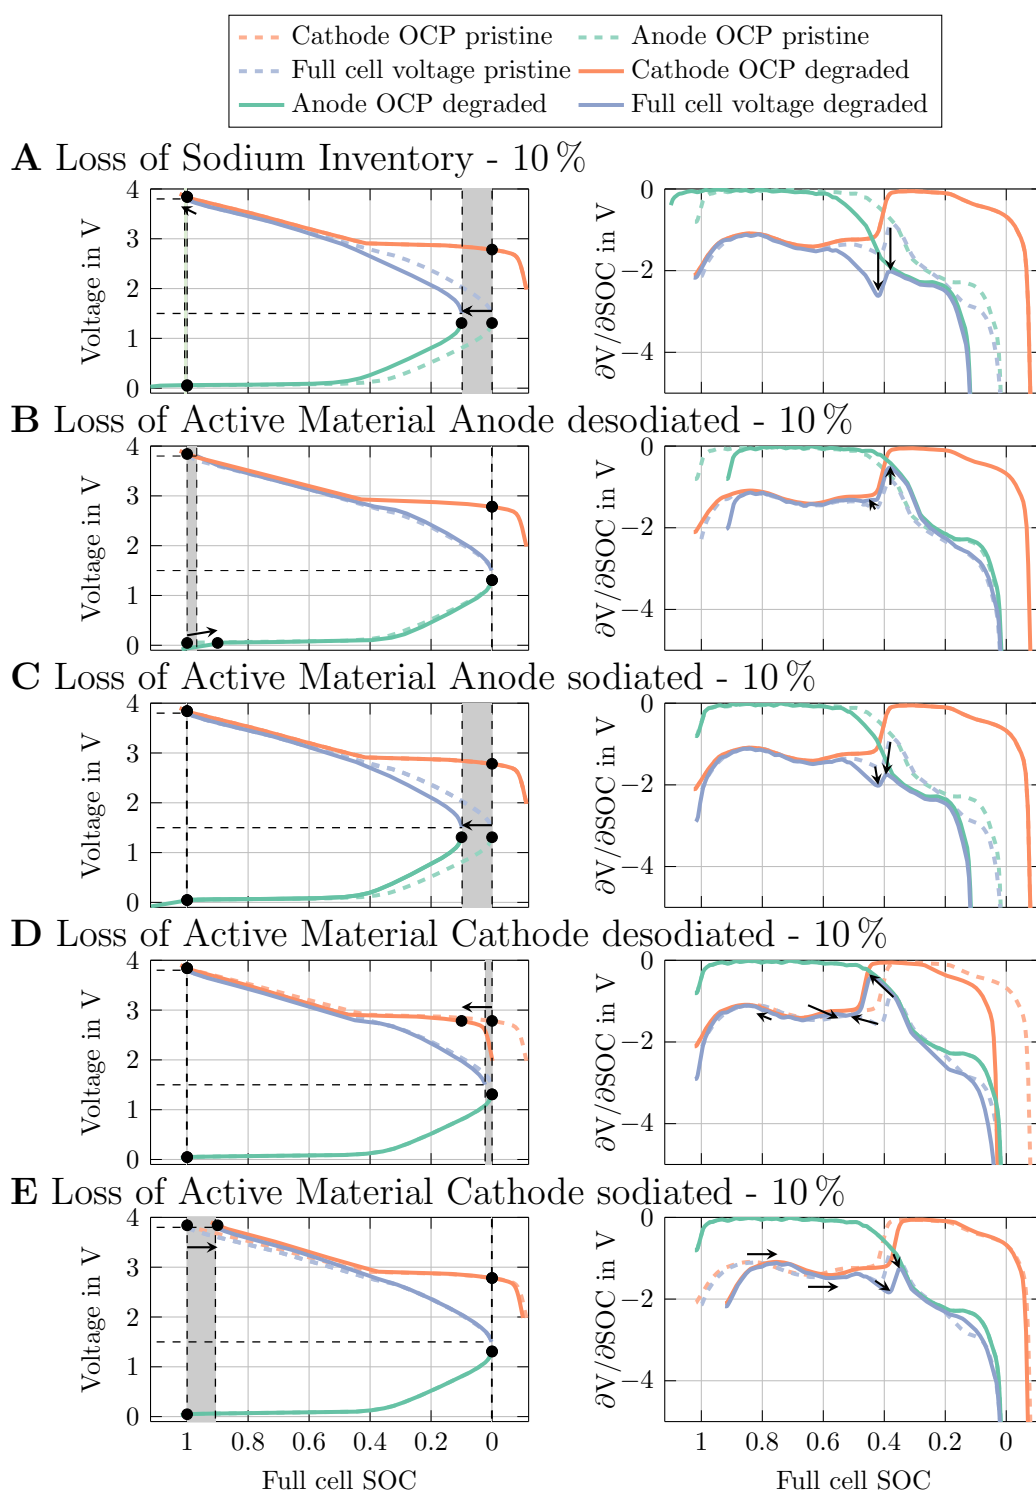 Cathode OCP pristine
Anode OCP pristine
Full cell voltage pristine
Cathode OCP degraded
Anode OCP degraded
Full cell voltage degraded
A Loss of Sodium Inventory - 10 %
4
3
2
1
0
Voltage in V
0
−2
−4
∂V/∂SOC in V
B Loss of Active Material Anode desodiated - 10 %
4
3
2
1
0
Voltage in V
0
−2
−4
∂V/∂SOC in V
C Loss of Active Material Anode sodiated - 10 %
4
3
2
1
0
Voltage in V
0
−2
−4
∂V/∂SOC in V
D Loss of Active Material Cathode desodiated - 10 %
4
3
2
1
0
Voltage in V
0
−2
−4
∂V/∂SOC in V
E Loss of Active Material Cathode sodiated - 10 %
4
3
2
1
0
Voltage in V
0
−2
−4
∂V/∂SOC in V
1 0.8 0.6 0.4 0.2 0
Full cell SOC
1 0.8 0.6 0.4 0.2 0
Full cell SOC